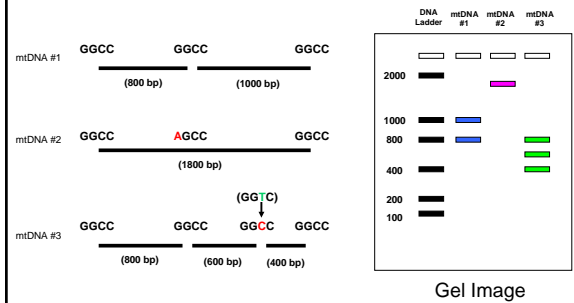 mtDNA #1
GGCC GGCC GGCC
(800 bp) (1000 bp)
mtDNA #2
GGCC AGCC GGCC
(1800 bp)
(GGTC)
mtDNA #3
GGCC GGCC GGCC GGCC
(800 bp) (600 bp) (400 bp)
DNA Ladder
mtDNA #1
mtDNA #2
mtDNA #3
2000
1000
800
400
200
100
Gel Image